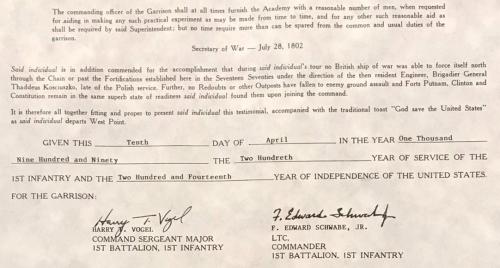 The commanding officer of the Garrison shall at all times furnish the Academy with a reasonable number of men, when requested
for aiding in making any such practical experiment as may be made from time to time, and for any other such reasonable aid as
shall be required by said Superintendent; but no time require more than can be spared from the common and usual duties of the
garrison.
Secretary of War — July 28, 1802
Said individual is in addition commended for the accomplishment that during said individual's tour no British ship of war was able to force itself north
through the Chain or past the Fortifications established here in the Seventeen Seventies under the direction of the then resident Engineer, Brigadier General
Thaddeus Kosciuszko, late of the Polish service. Further, no Redoubts or other Outposts have fallen to enemy ground assault and Forts Putnam, Clinton and
Constitution remain in the same superb state of readiness said individual found them upon joining the command.
It is therefore all together fitting and proper to present said individual this testimonial, accompanied with the traditional toast "God save the United States"
as said individual departs West Point.
GIVEN THIS Tenth DAY OF April IN THE YEAR One Thousand
Nine Hundred and Ninety THE Two Hundreth YEAR OF SERVICE OF THE
1ST INFANTRY AND THE Two Hundred and Fourteenth YEAR OF INDEPENDENCE OF THE UNITED STATES.
FOR THE GARRISON:
Harry T. Vogel F. Edward Schwabe Jr
HARRY T. VOGEL F. EDWARD SCHWABE, JR.
COMMAND SERGEANT MAJOR LTC,
1ST BATTALION, 1ST INFANTRY COMMANDER
1ST BATTALION, 1ST INFANTRY